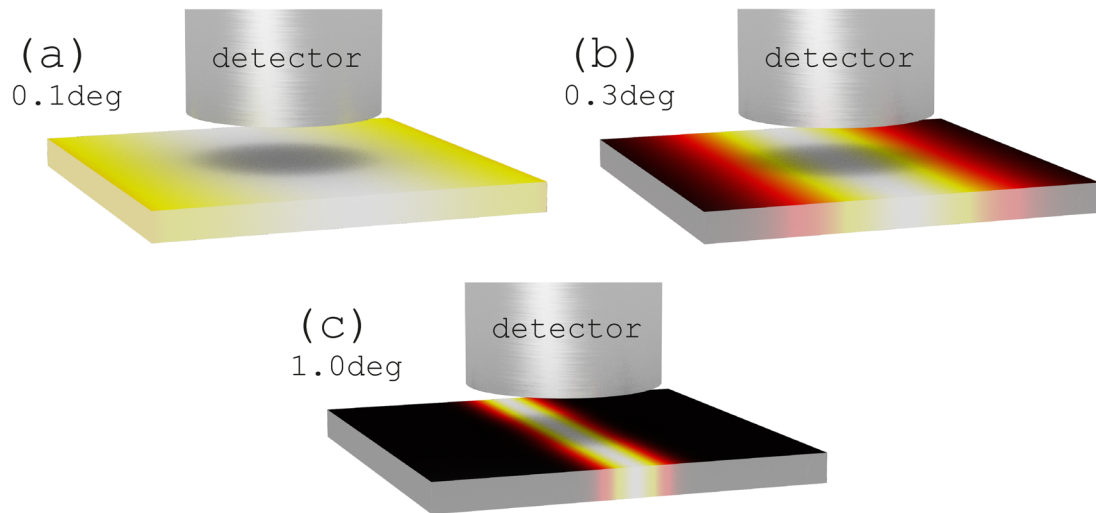 (a)
0.1deg
detector
(b)
0.3deg
detector
(c)
1.0deg
detector